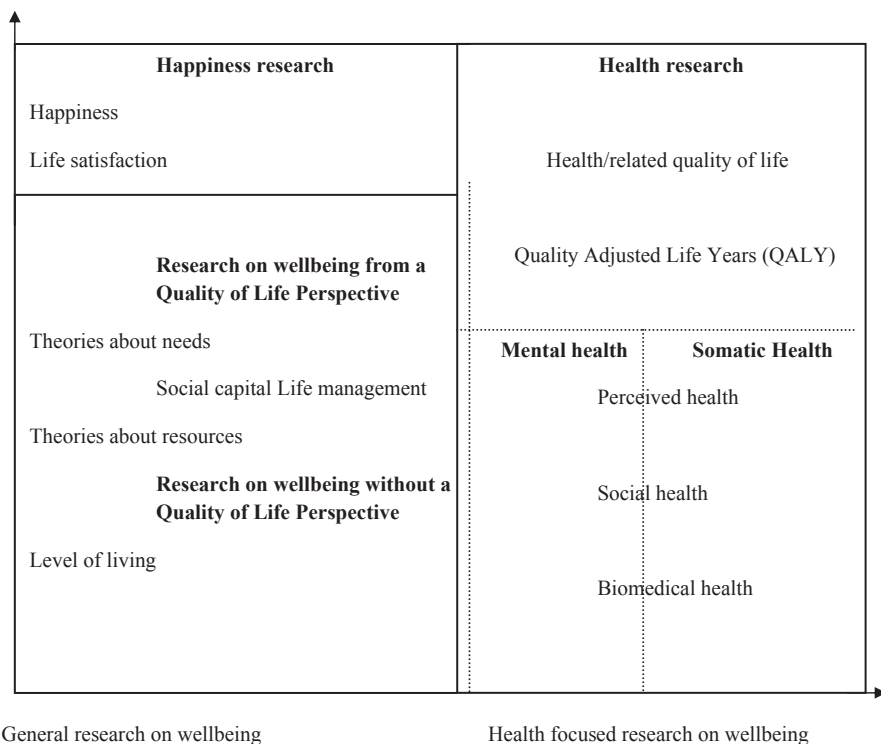 Happiness research
Happiness
Life satisfaction
Research on wellbeing from a
Quality of Life Perspective
Theories about needs
Social capital Life management
Theories about resources
Research on wellbeing without a
Quality of Life Perspective
Level of living
Health research
Health/related quality of life
Quality Adjusted Life Years (QALY)
Mental health
Somatic Health
Perceived health
Social health
Biomedical health
General research on wellbeing
Health focused research on wellbeing